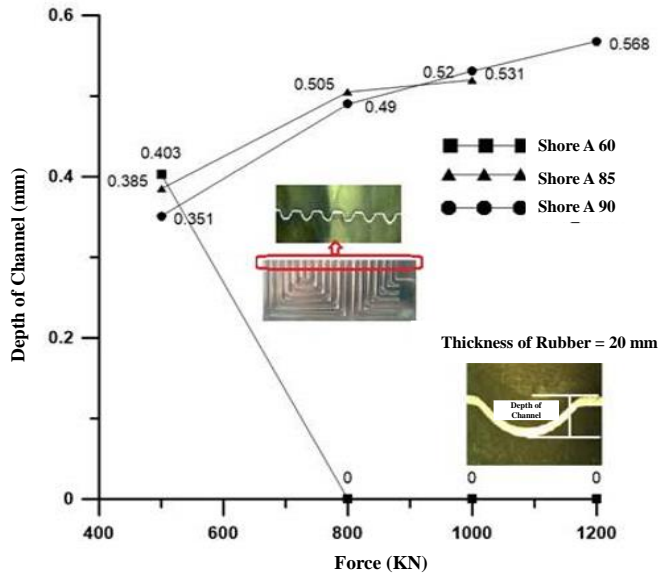 0.6
0.568
0.52
0.531
0.505
0.49
Shore A 60
Shore A 85
Shore A 90
0.4
0.403
0.385
0.351
Depth of Channel (mm)
0.2
Thickness of Rubber = 20 mm
Depth of
Channel
0
0
0
0
400
600
800
1000
1200
Force (KN)